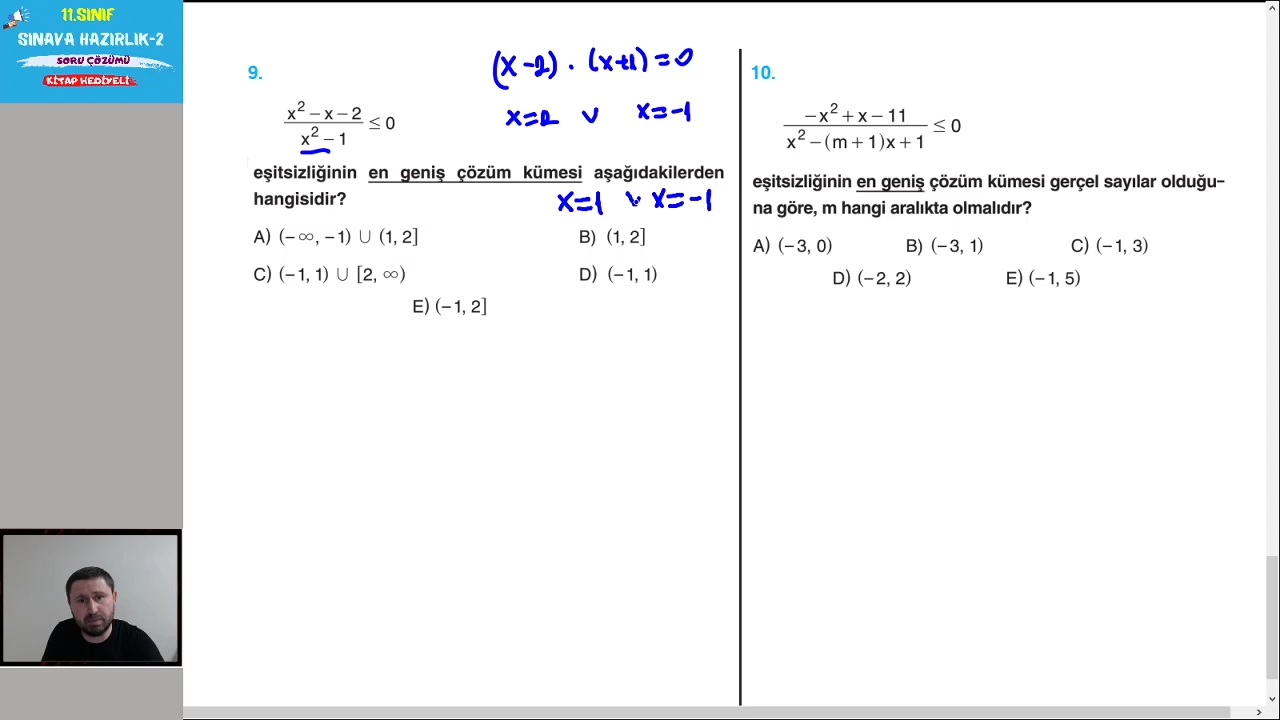 11.SINIF
SINAVA HAZIRLIK-2
SORU ÇÖZÜMÜ
KİTAP HEDİYELİ
9.
(x-2) . (x+1) = 0
x=2 v x=-1
x² − x − 2
x² − 1
≤ 0
eşitsizliğinin en geniş çözüm kümesi aşağıdakilerden
hangisidir?
x=1 v x=-1
A) (−∞, −1) ∪ (1, 2]
B) (1, 2]
C) (−1, 1) ∪ [2, ∞)
D) (−1, 1)
E) (−1, 2]
10.
−x² + x − 11
x² − (m + 1)x + 1
≤ 0
eşitsizliğinin en geniş çözüm kümesi gerçel sayılar olduğu-
na göre, m hangi aralıkta olmalıdır?
A) (−3, 0)
B) (−3, 1)
C) (−1, 3)
D) (−2, 2)
E) (−1, 5)